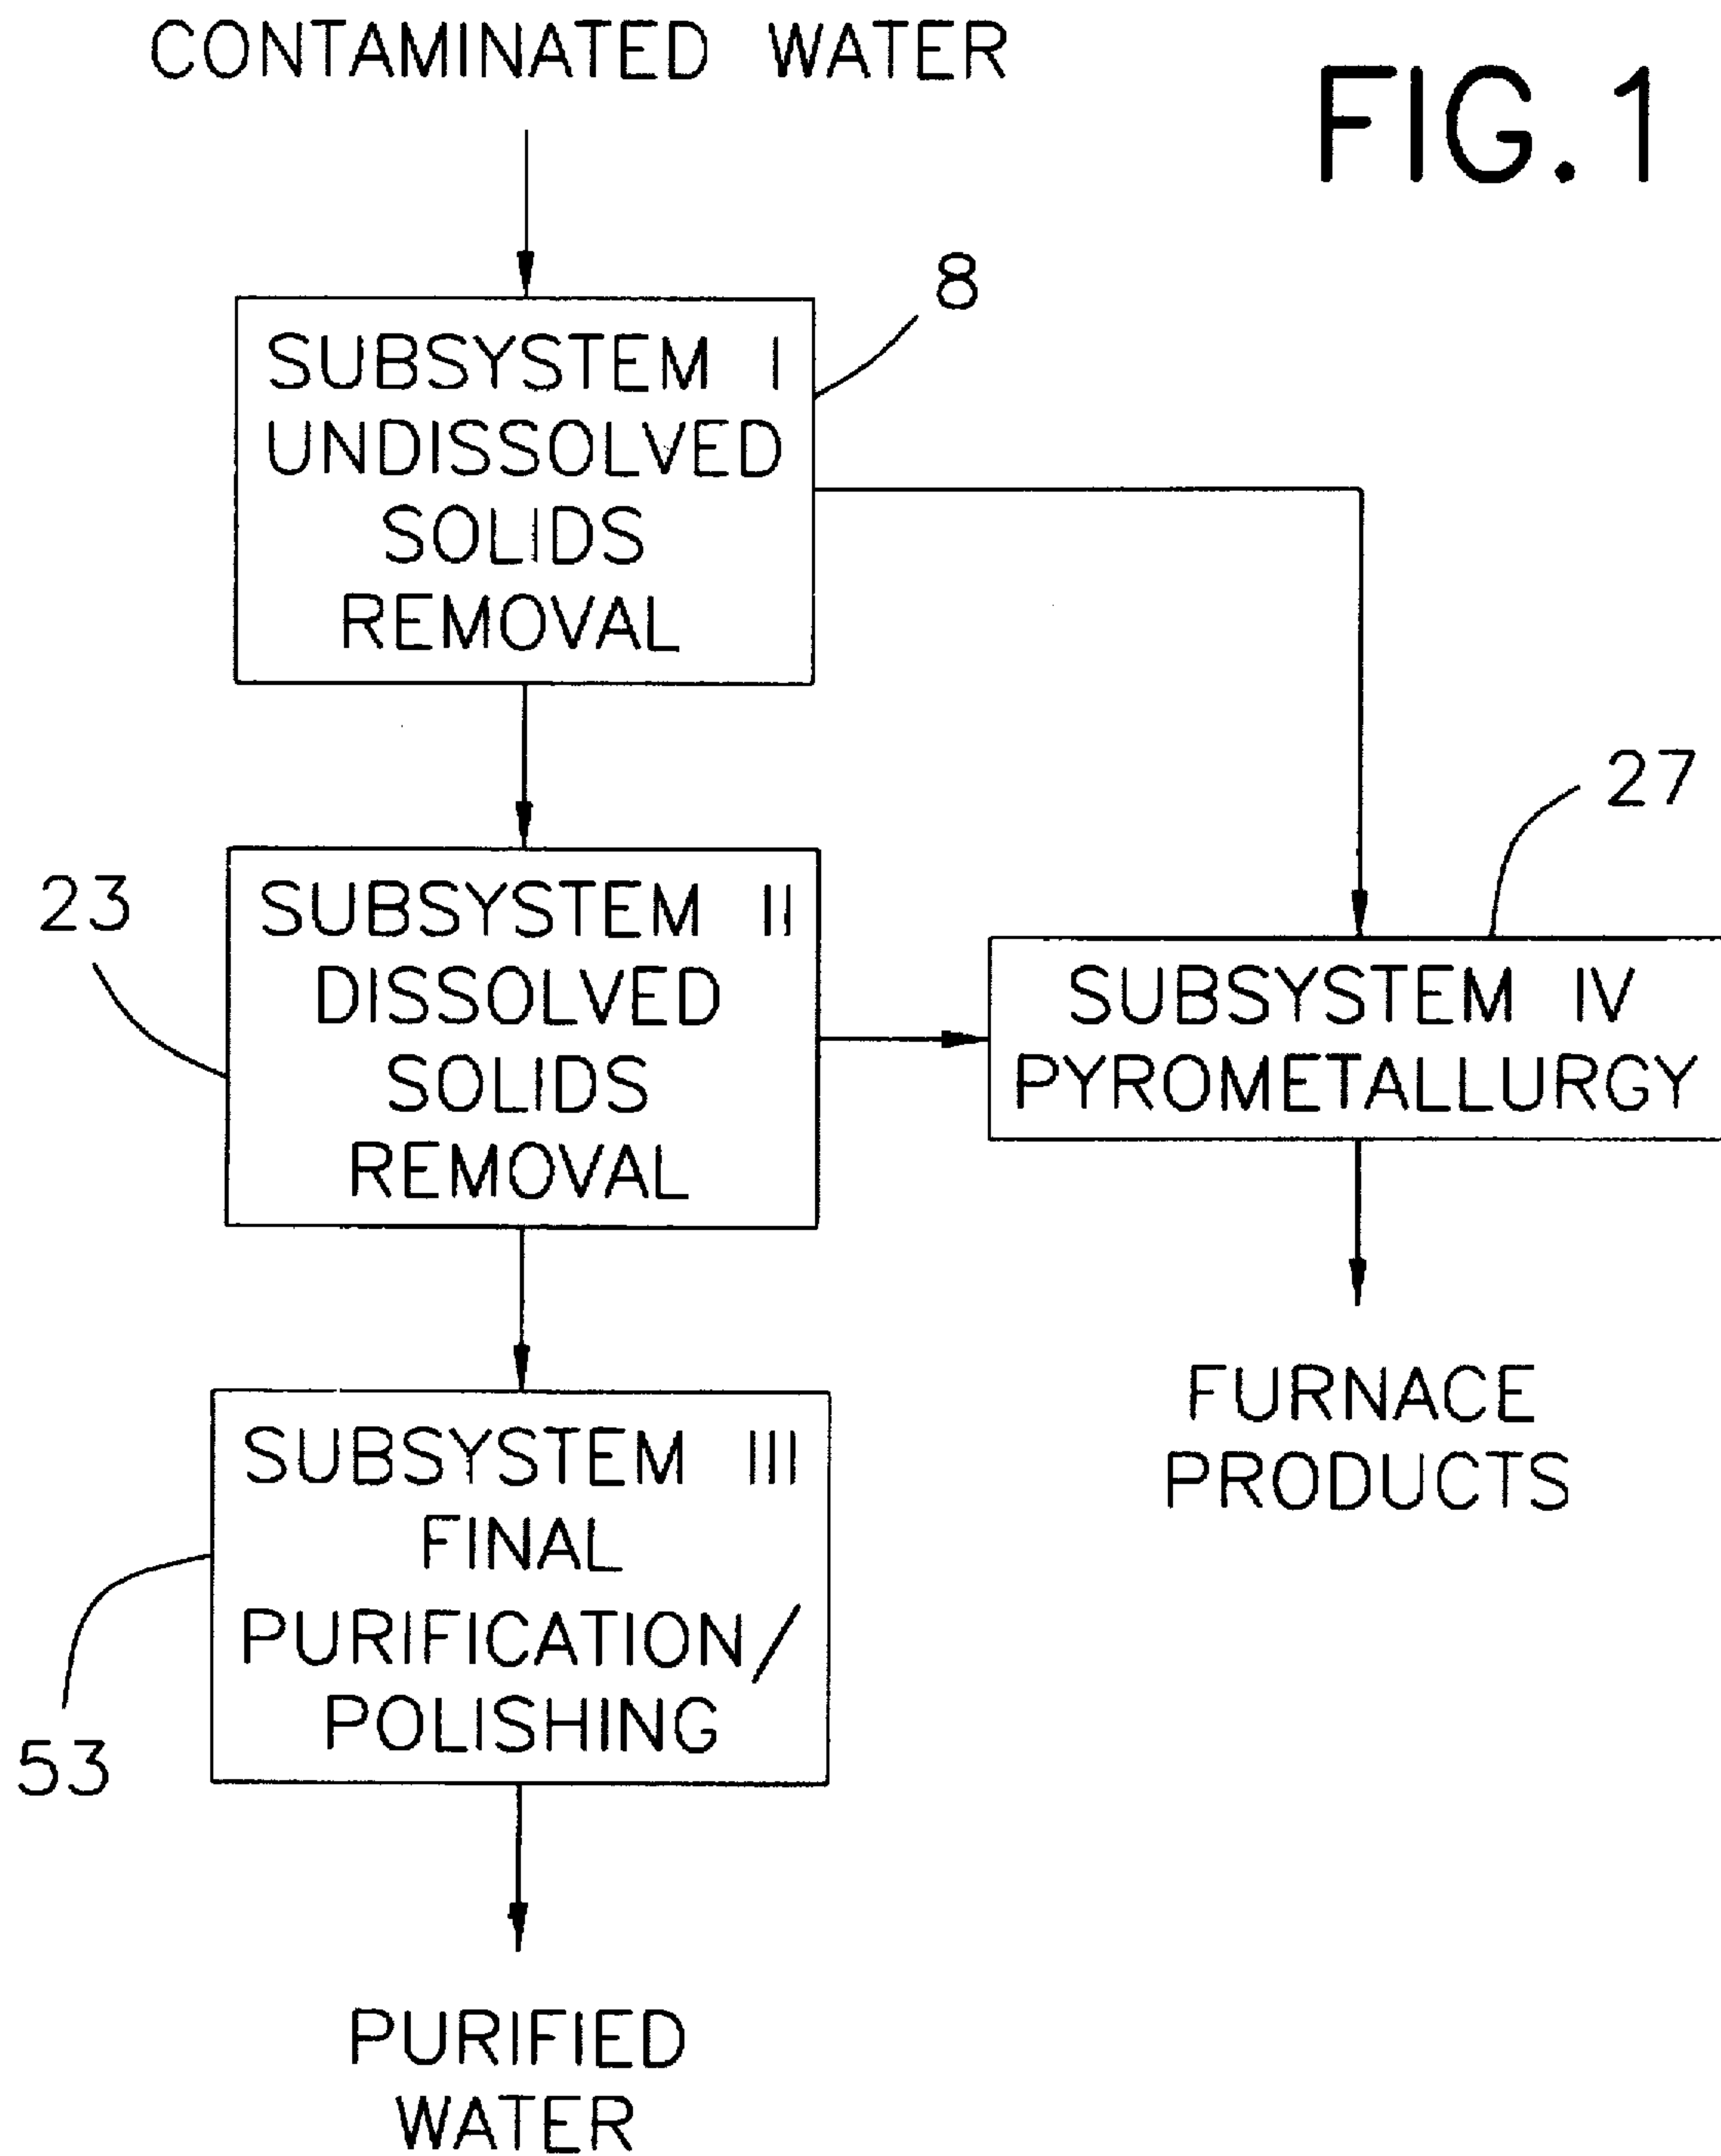 CONTAMINATED WATER
FIG. 1
8
SUBSYSTEM I
UNDISSOLVED
SOLIDS
REMOVAL
27
23
SUBSYSTEM II
DISSOLVED
SOLIDS
REMOVAL
SUBSYSTEM IV
PYROMETALLURGY
FURNACE
PRODUCTS
SUBSYSTEM III
FINAL
PURIFICATION/
POLISHING
53
PURIFIED
WATER